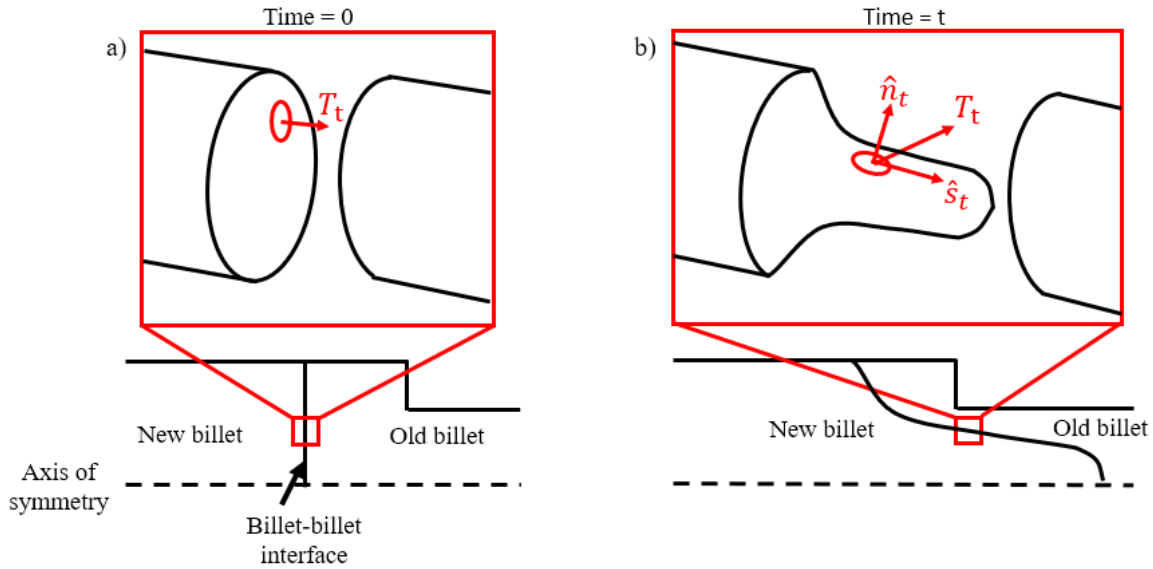 Time = 0
a)
T_t
New billet
Old billet
Axis of
symmetry
Billet-billet
interface
Time = t
b)
n̂_t
T_t
ŝ_t
New billet
Old billet